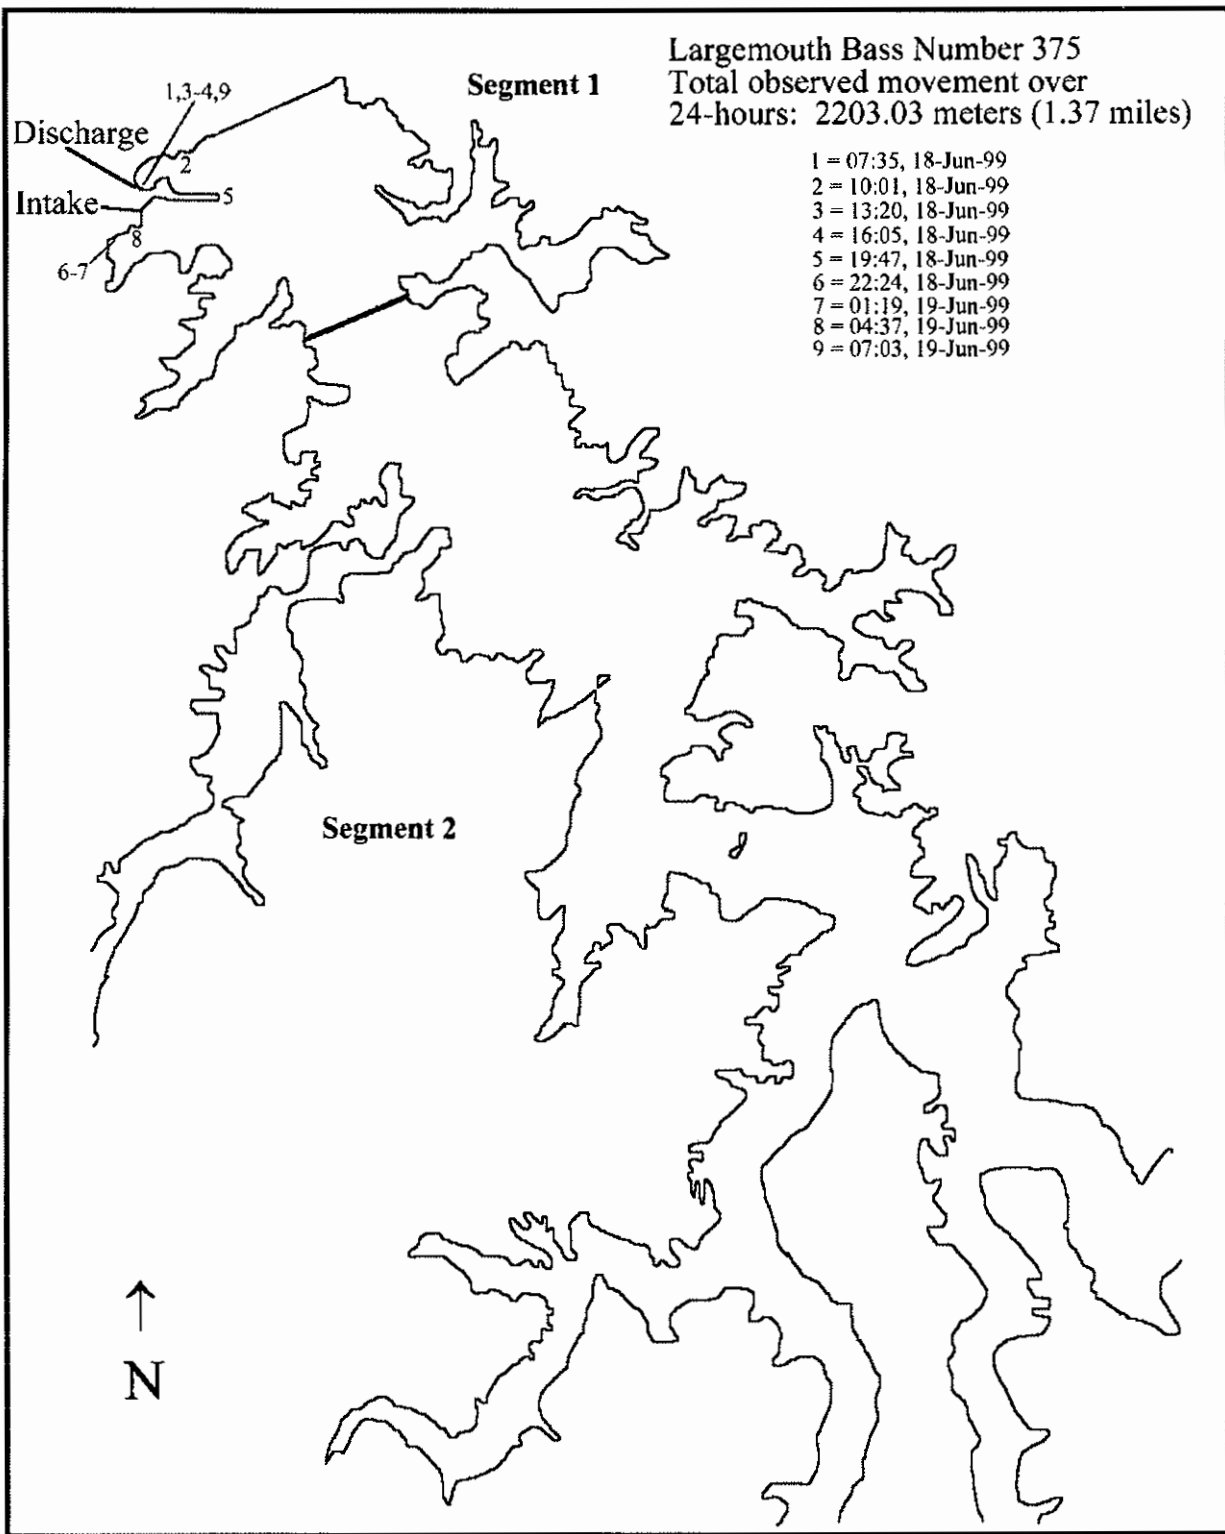 Largemouth Bass Number 375
Total observed movement over
24-hours: 2203.03 meters (1.37 miles)
Segment 1
1,3-4,9
Discharge
2
Intake
5
8
6-7
1 = 07:35, 18-Jun-99
2 = 10:01, 18-Jun-99
3 = 13:20, 18-Jun-99
4 = 16:05, 18-Jun-99
5 = 19:47, 18-Jun-99
6 = 22:24, 18-Jun-99
7 = 01:19, 19-Jun-99
8 = 04:37, 19-Jun-99
9 = 07:03, 19-Jun-99
Segment 2
N